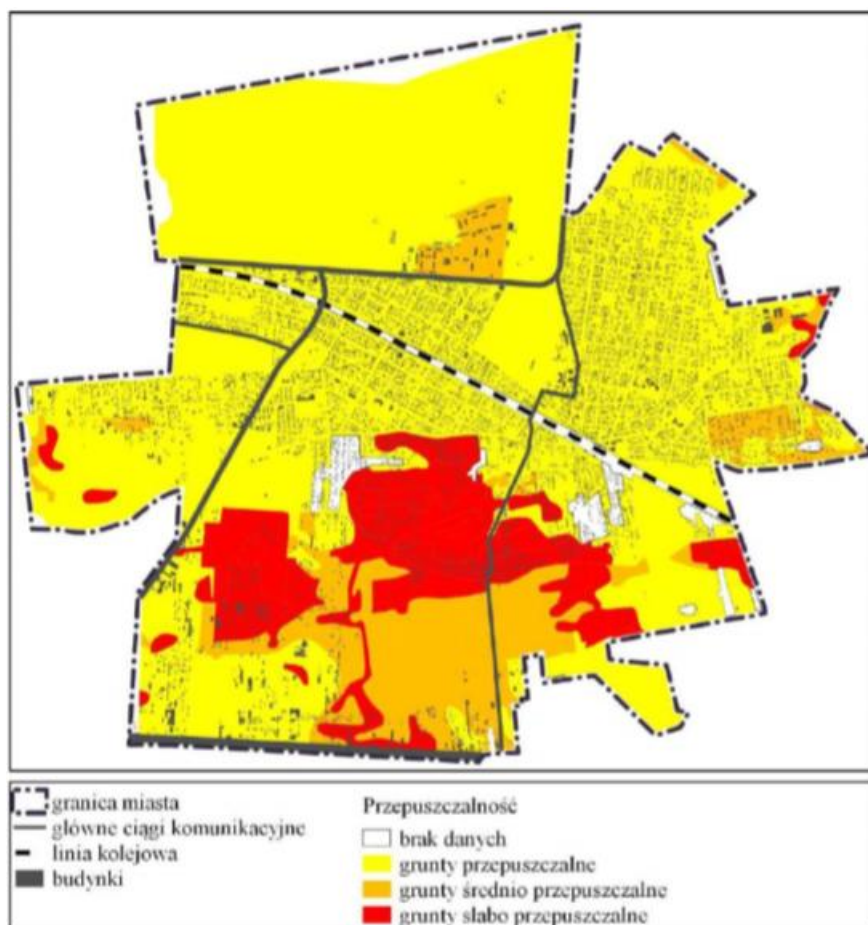 granica miasta
główne ciągi komunikacyjne
linia kolejowa
budynki
Przepuszczalność
brak danych
grunty przepuszczalne
grunty średnio przepuszczalne
grunty słabo przepuszczalne